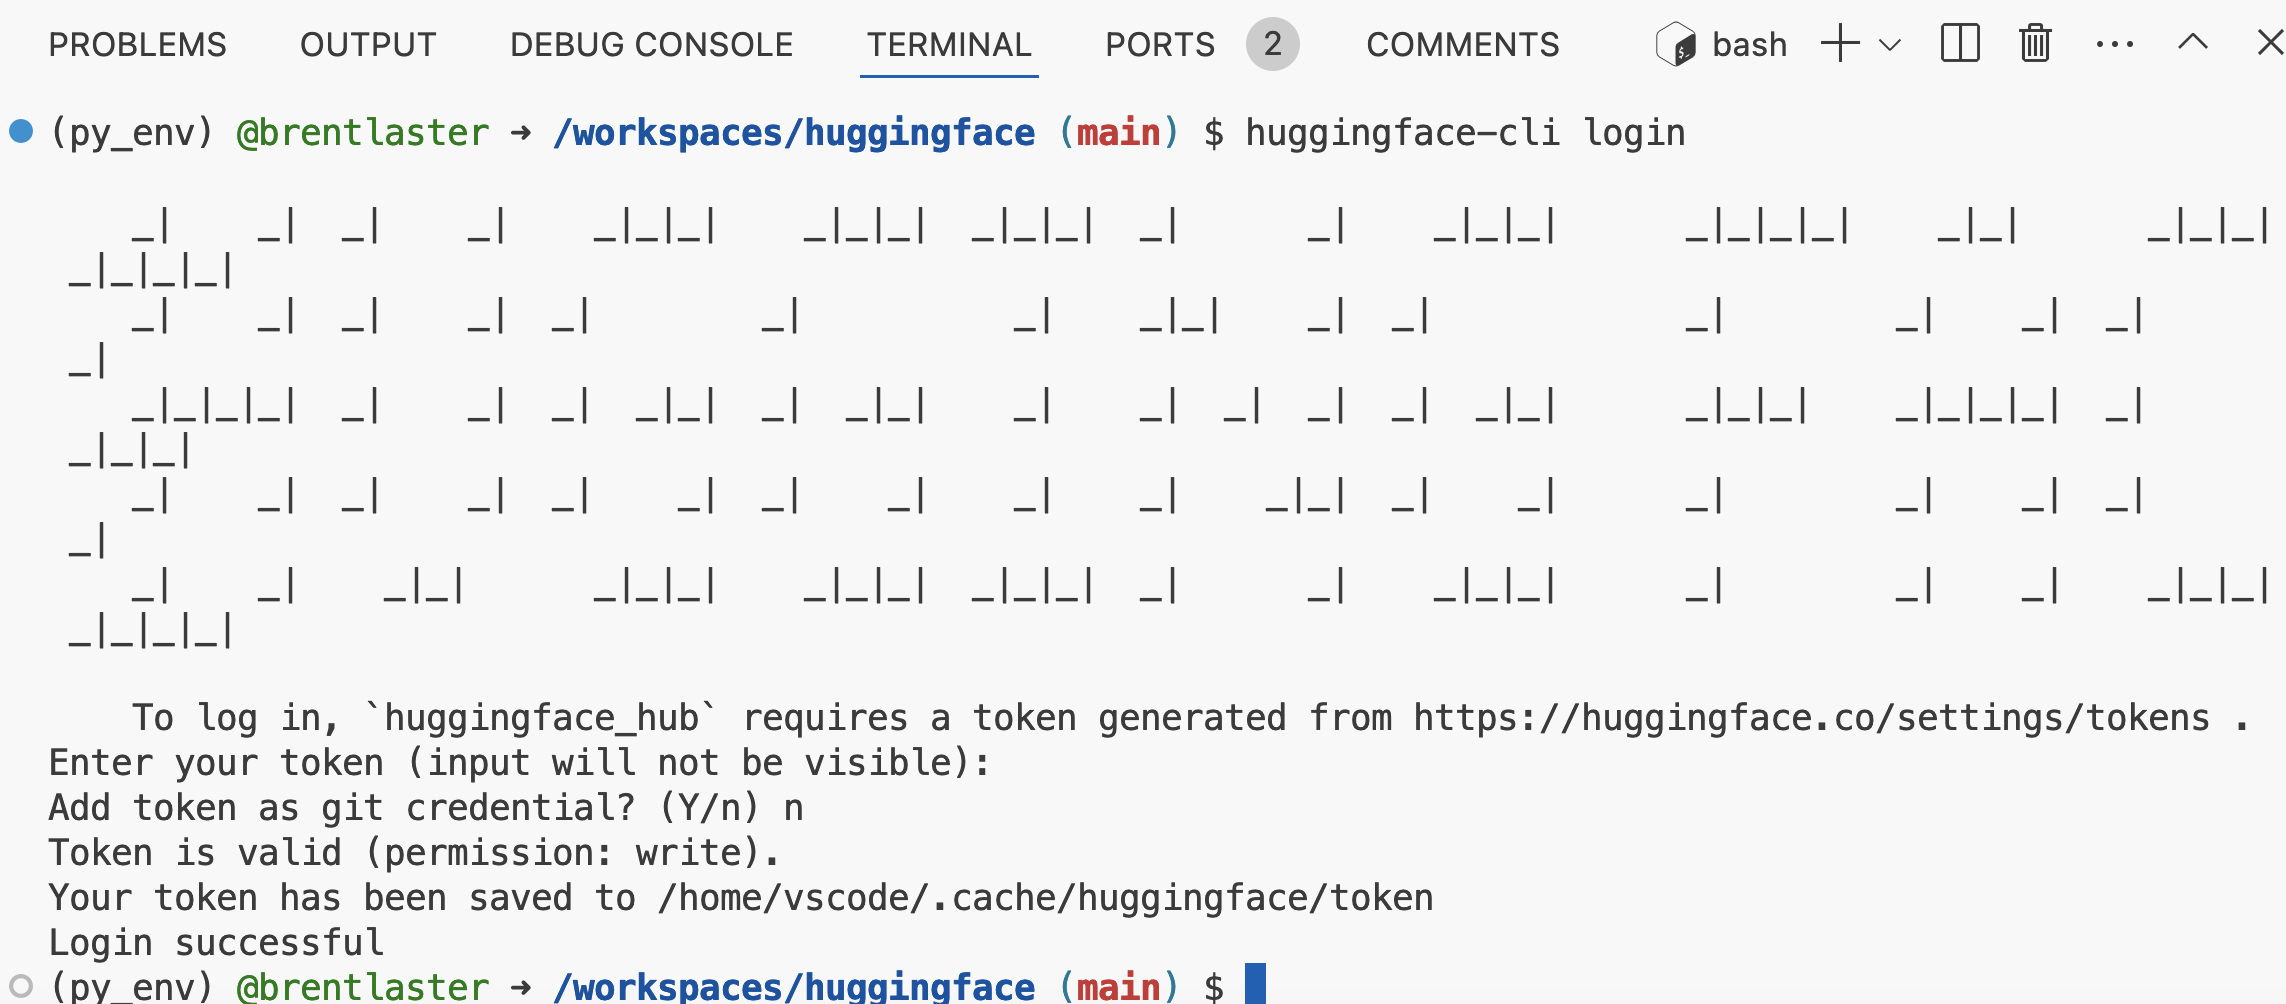 PROBLEMS OUTPUT DEBUG CONSOLE TERMINAL PORTS 2 COMMENTS bash
(py_env) @brentlaster → /workspaces/huggingface (main) $ huggingface-cli login
    _|    _|  _|    _|    _|_|_|    _|_|_|  _|_|_|  _|      _|    _|_|_|      _|_|_|_|    _|_|      _|_|_|
 _|_|_|_|
    _|    _|  _|    _|  _|        _|          _|    _|_|    _|  _|            _|        _|    _|  _|
 _|
    _|_|_|_|  _|    _|  _|  _|_|  _|  _|_|    _|    _|  _|  _|  _|  _|_|      _|_|_|    _|_|_|_|  _|
 _|_|_|
    _|    _|  _|    _|  _|    _|  _|    _|    _|    _|    _|_|  _|    _|      _|        _|    _|  _|
 _|
    _|    _|    _|_|      _|_|_|    _|_|_|  _|_|_|  _|      _|    _|_|_|      _|        _|    _|    _|_|_|
 _|_|_|_|
    To log in, `huggingface_hub` requires a token generated from https://huggingface.co/settings/tokens .
Enter your token (input will not be visible):
Add token as git credential? (Y/n) n
Token is valid (permission: write).
Your token has been saved to /home/vscode/.cache/huggingface/token
Login successful
(py_env) @brentlaster → /workspaces/huggingface (main) $